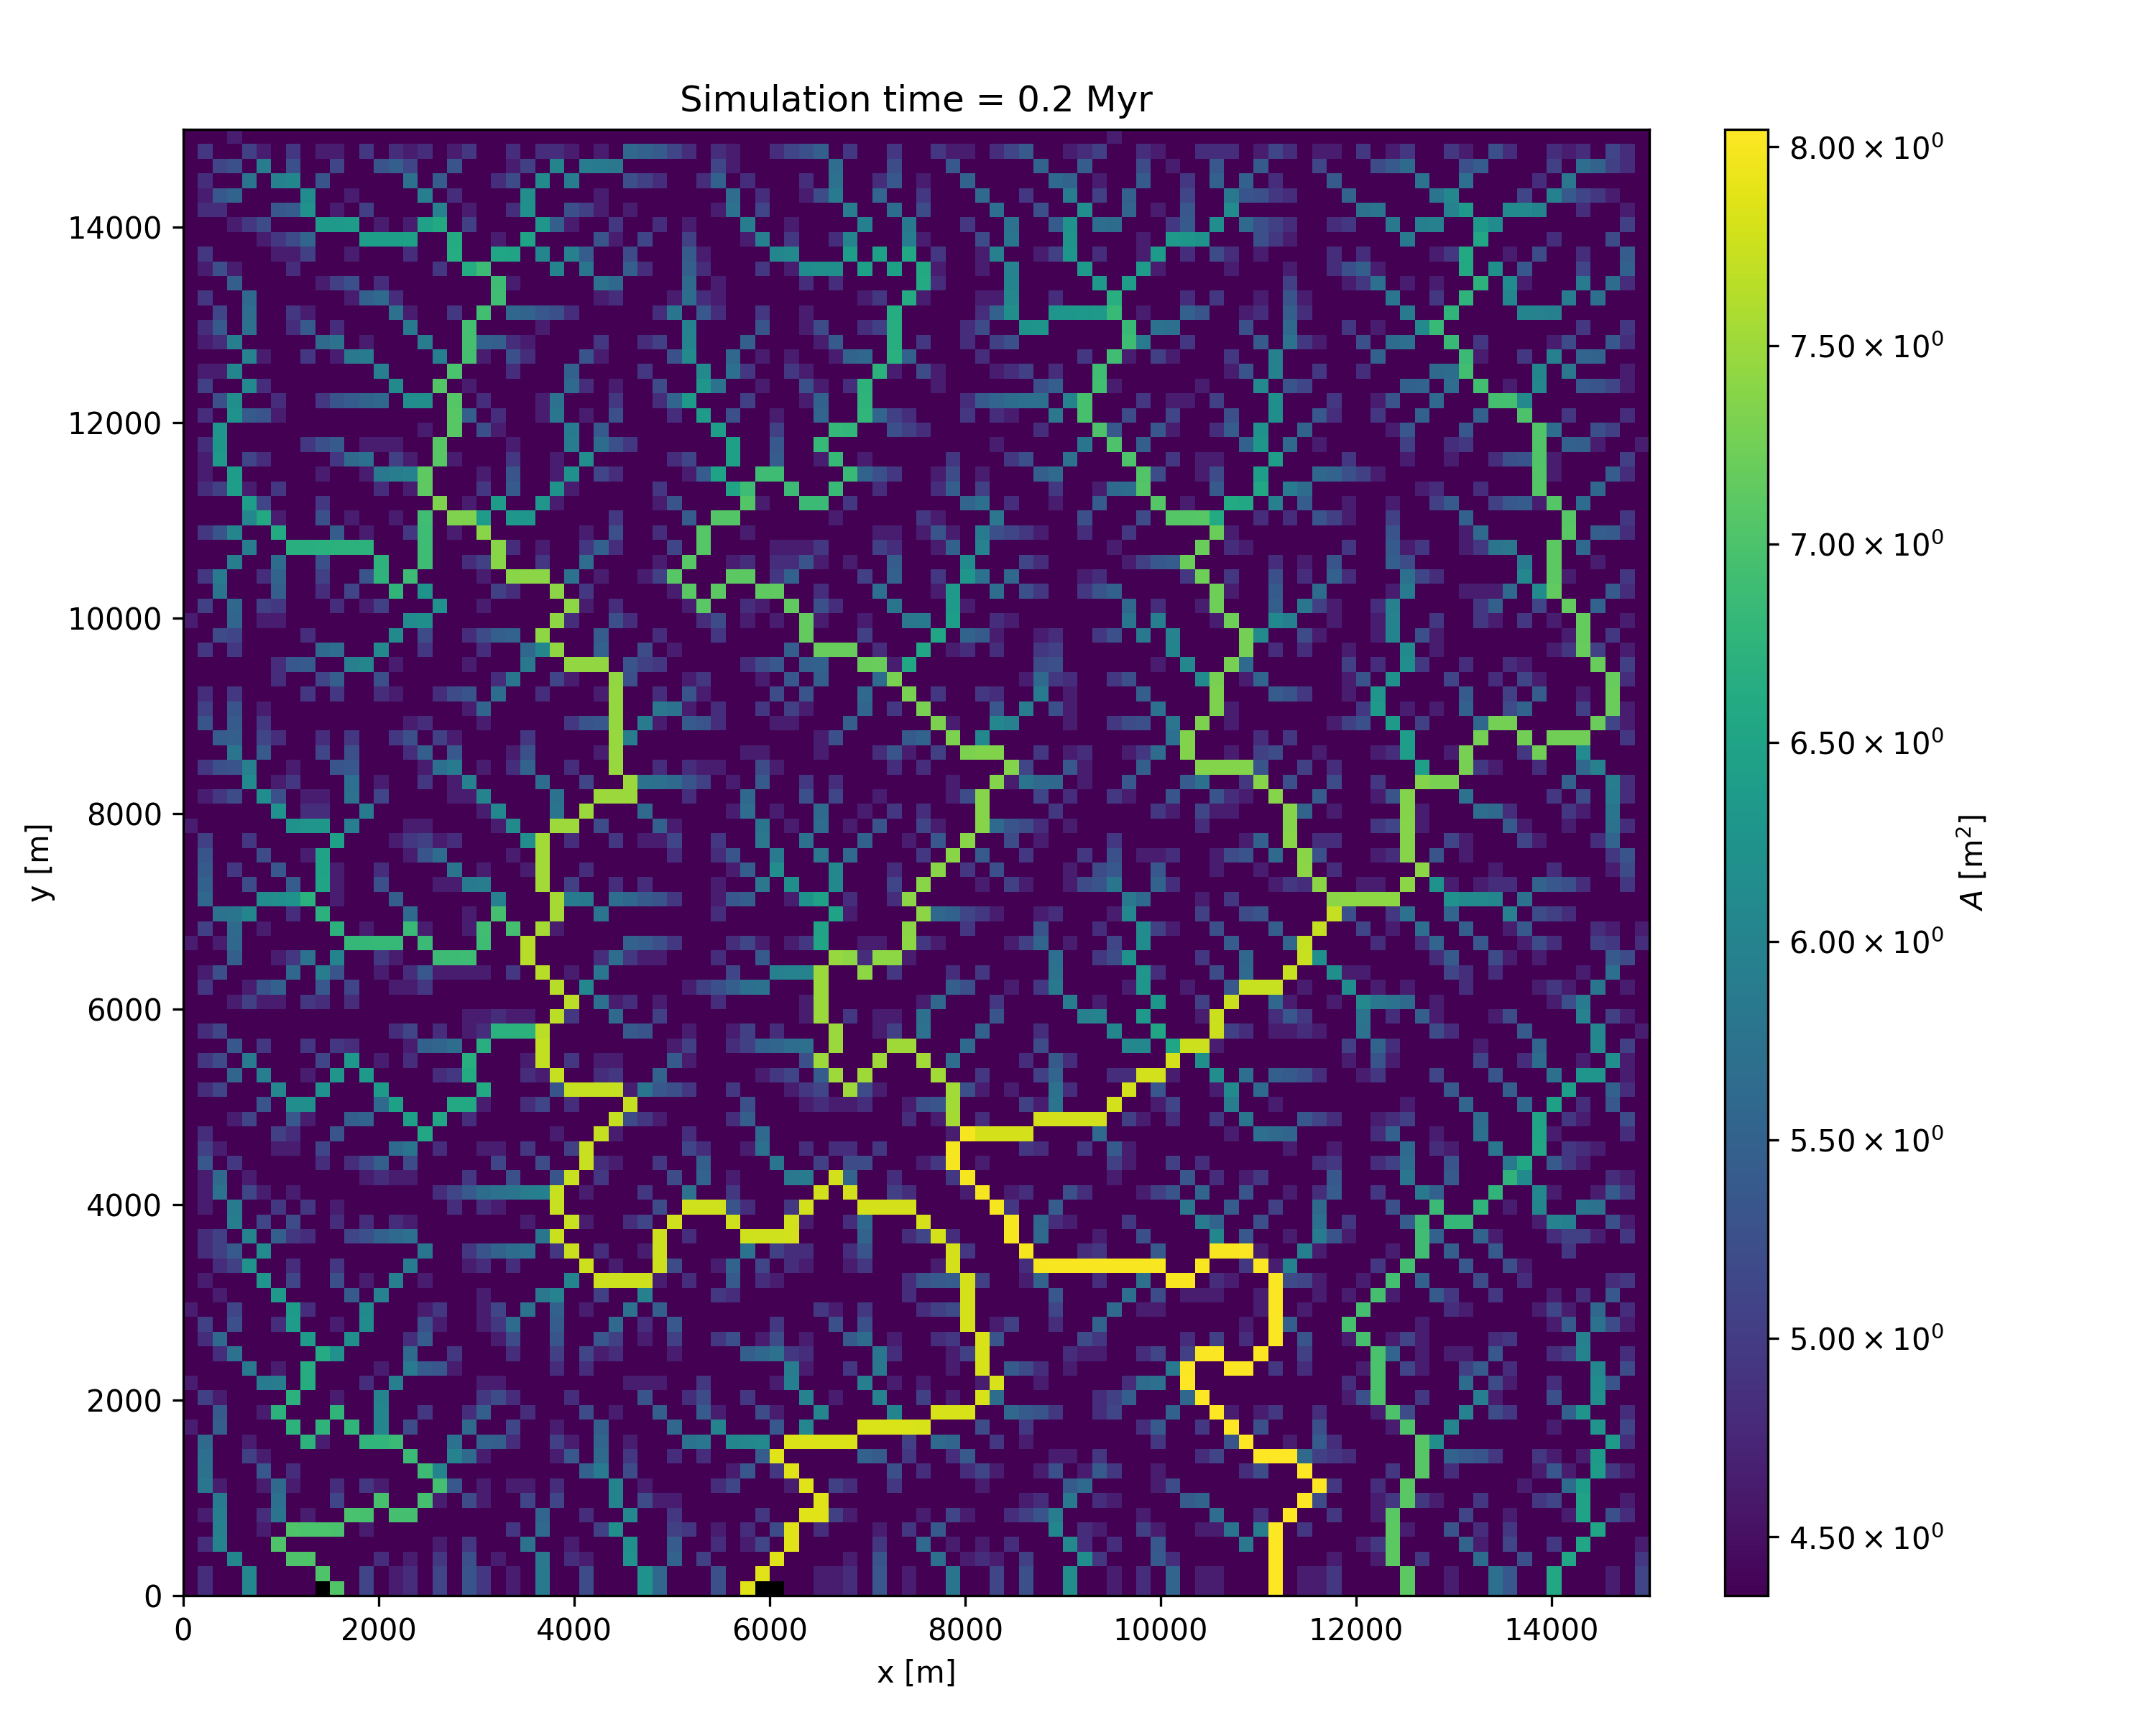 Simulation time = 0.2 Myr
y [m]
14000
12000
10000
8000
6000
4000
2000
0
0 2000 4000 6000 8000 10000 12000 14000
x [m]
8.00 × 10⁰
7.50 × 10⁰
7.00 × 10⁰
6.50 × 10⁰
6.00 × 10⁰
5.50 × 10⁰
5.00 × 10⁰
4.50 × 10⁰
A [m²]